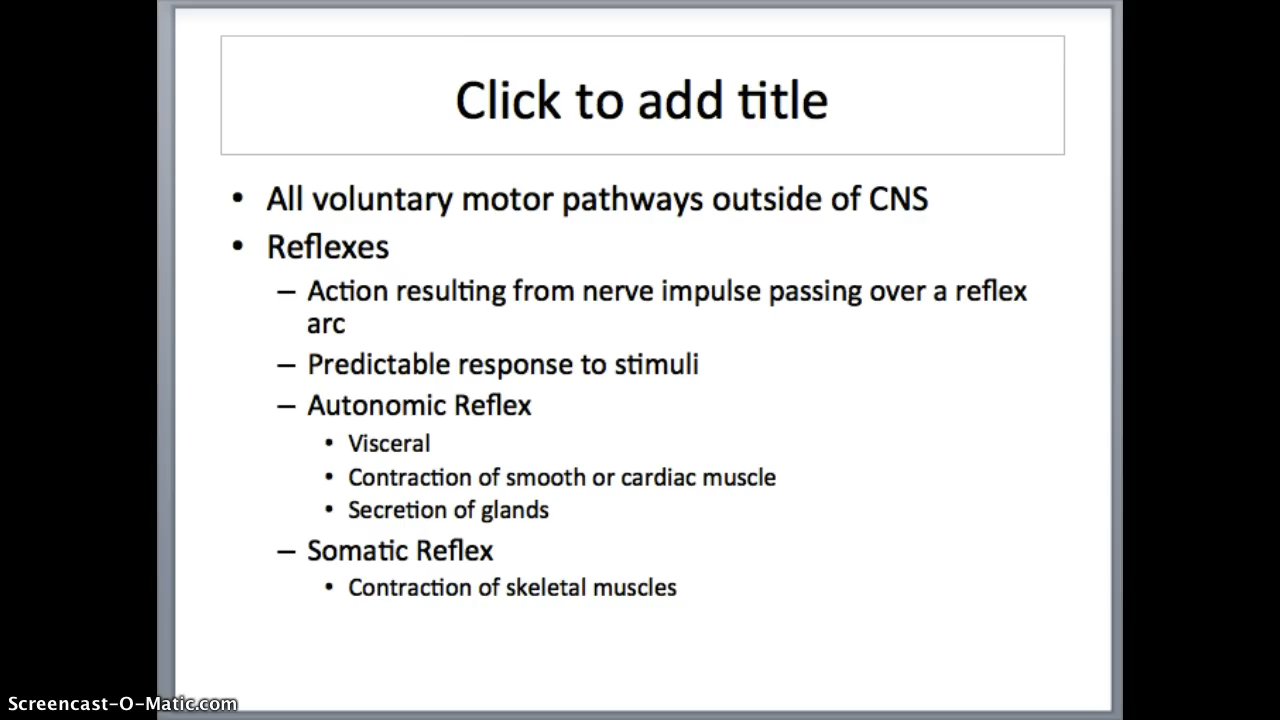 Click to add title
• All voluntary motor pathways outside of CNS
• Reflexes
– Action resulting from nerve impulse passing over a reflex
arc
– Predictable response to stimuli
– Autonomic Reflex
• Visceral
• Contraction of smooth or cardiac muscle
• Secretion of glands
– Somatic Reflex
• Contraction of skeletal muscles
Screencast-O-Matic.com